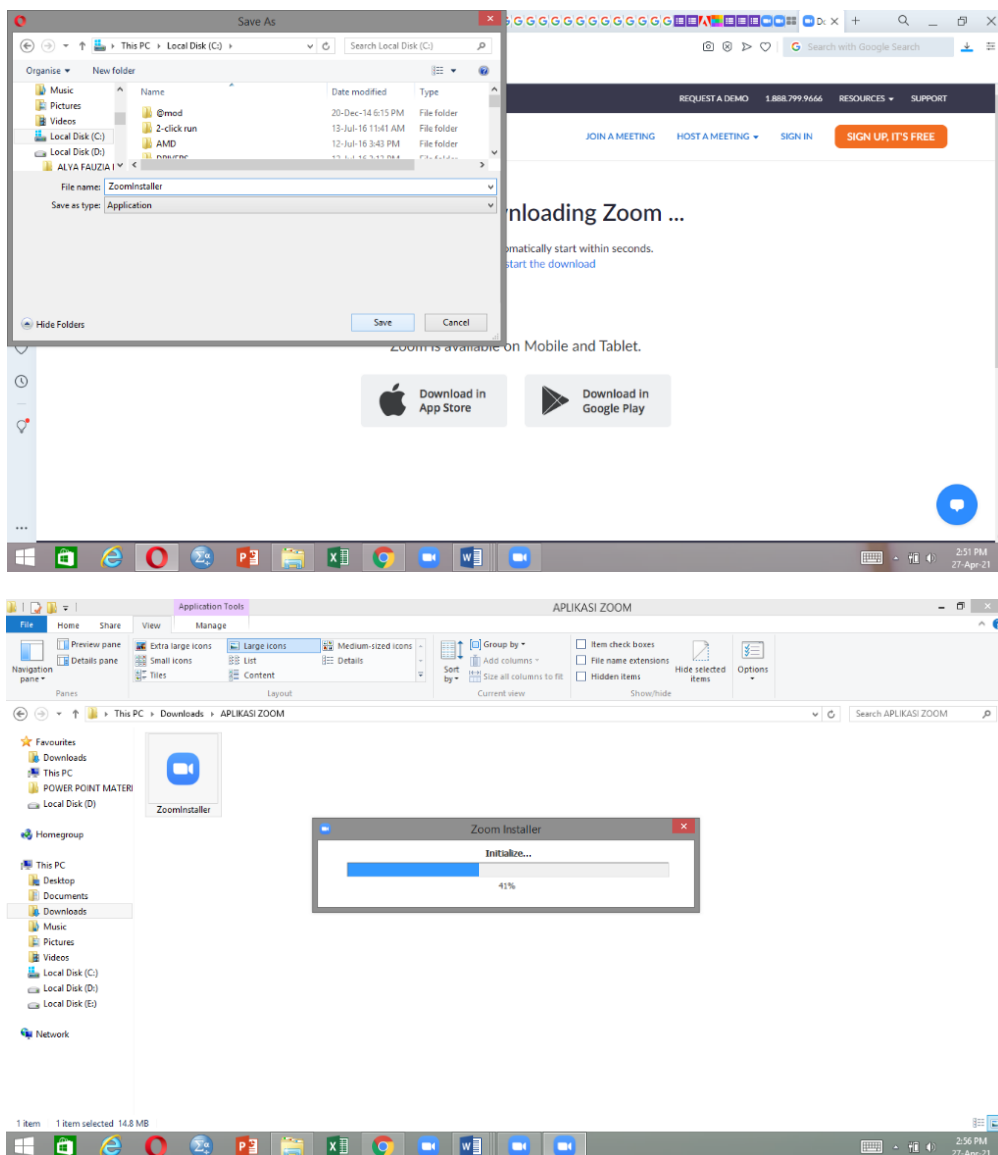 Save As
This PC › Local Disk (C:) ›
Search Local Disk (C:)
Search with Google Search
Organise
New folder
REQUEST A DEMO 1.888.799.9666 RESOURCES SUPPORT
JOIN A MEETING HOST A MEETING SIGN IN SIGN UP, IT'S FREE
Music
Pictures
Videos
Local Disk (C:)
Local Disk (D:)
ALYA FAUZIA
Name Date modified Type
@mod 20-Dec-14 6:15 PM File folder
2-click run 13-Jul-16 11:41 AM File folder
AMD 12-Jul-16 3:43 PM File folder
File name: ZoomInstaller
Save as type: Application
Hide Folders
Save Cancel
nloading Zoom ...
omatically start within seconds.
start the download
Zoom is available on Mobile and Tablet.
Download in
App Store
Download in
Google Play
2:51 PM
27-Apr-21
Application Tools
APLIKASI ZOOM
File Home Share View Manage
Navigation
pane
Preview pane
Details pane
Panes
Extra large icons Large icons Medium-sized icons
Small icons List Details
Tiles Content
Layout
Sort
by
Group by
Add columns
Size all columns to fit
Current view
Item check boxes
File name extensions
Hidden items
Hide selected
items
Show/hide
Options
This PC › Downloads › APLIKASI ZOOM
Search APLIKASI ZOOM
Favourites
Downloads
This PC
POWER POINT MATERI
Local Disk (D)
Homegroup
This PC
Desktop
Documents
Downloads
Music
Pictures
Videos
Local Disk (C:)
Local Disk (D:)
Local Disk (E:)
Network
ZoomInstaller
Zoom Installer
Initialize...
41%
1 item 1 item selected 14.8 MB
2:56 PM
27-Apr-21